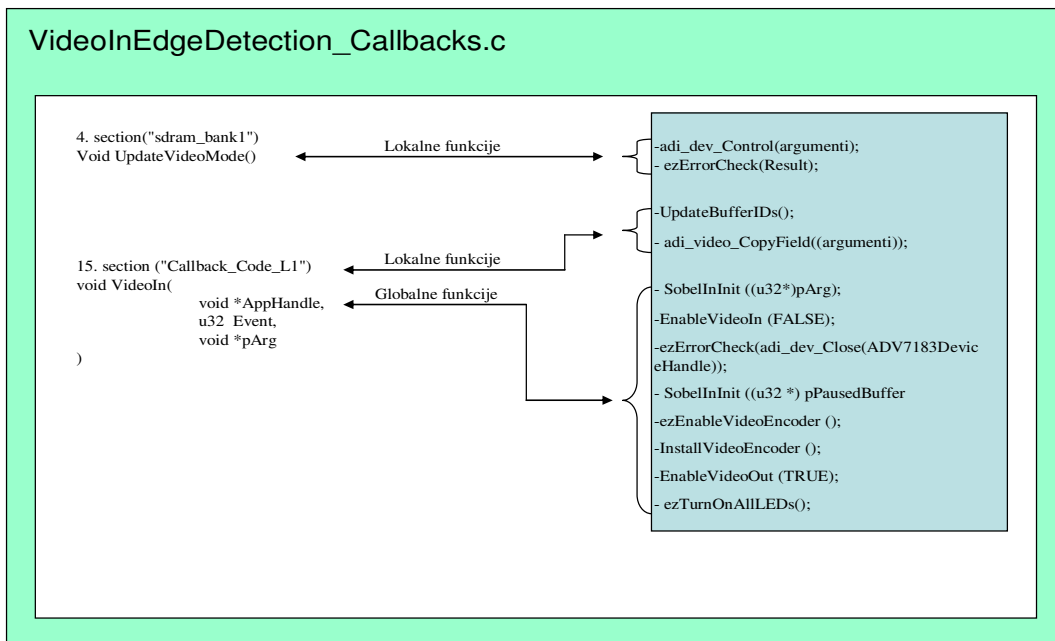 VideoInEdgeDetection_Callbacks.c
4. section("sdram_bank1")
Void UpdateVideoMode()
Lokalne funkcije
-adi_dev_Control(argumenti);
- ezErrorCheck(Result);
-UpdateBufferIDs();
- adi_video_CopyField((argumenti));
15. section ("Callback_Code_L1")
void VideoIn(
void *AppHandle,
u32 Event,
void *pArg
)
Lokalne funkcije
Globalne funkcije
- SobelInInit ((u32*)pArg);
-EnableVideoIn (FALSE);
-ezErrorCheck(adi_dev_Close(ADV7183Devic
eHandle));
- SobelInInit ((u32 *) pPausedBuffer
-ezEnableVideoEncoder ();
-InstallVideoEncoder ();
-EnableVideoOut (TRUE);
- ezTurnOnAllLEDs();